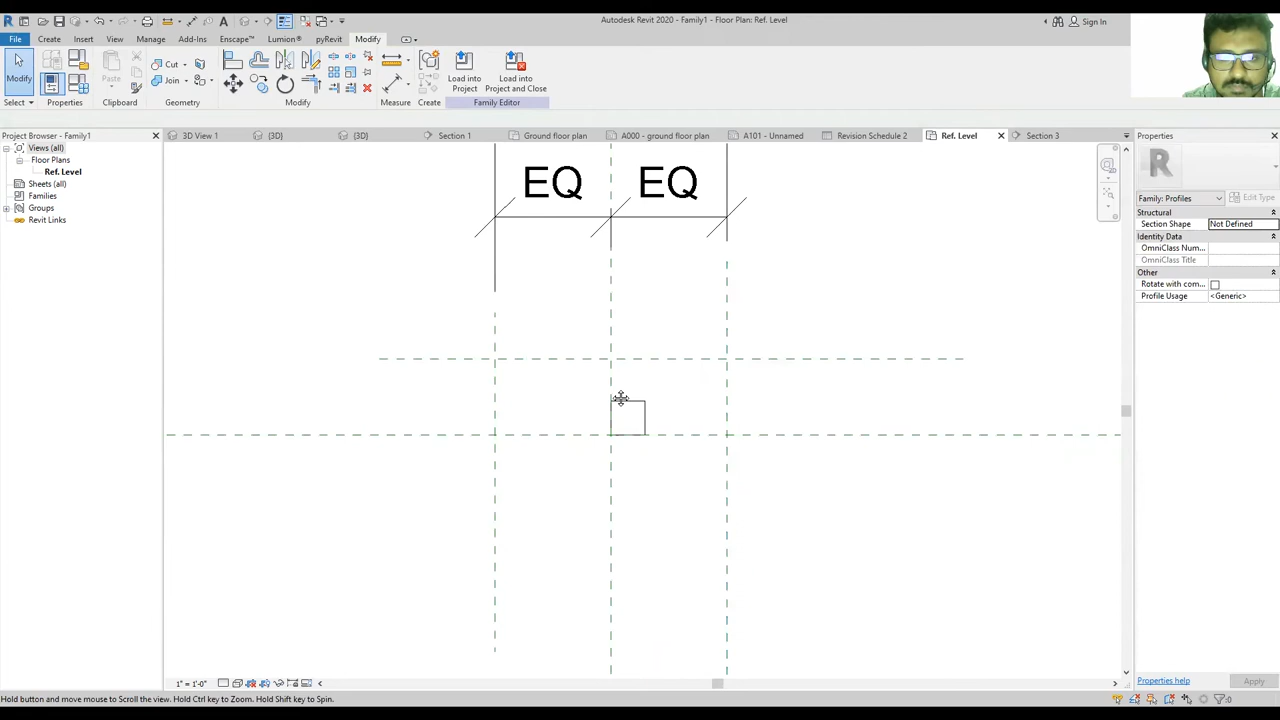 Autodesk Revit 2020 - Family1 - Floor Plan: Ref. Level
Sign In
File Create Insert View Manage Add-Ins Enscape™ Lumion® pyRevit Modify
Modify Paste Cut Join Load into Project Load into Project and Close
Select Properties Clipboard Geometry Modify Measure Create Family Editor
Project Browser - Family1
3D View 1 {3D} {3D} Section 1 Ground floor plan A000 - ground floor plan A101 - Unnamed Revision Schedule 2 Ref. Level Section 3
Properties
Views (all)
Floor Plans
Ref. Level
Sheets (all)
Families
Groups
Revit Links
EQ EQ
R
Family: Profiles Edit Type
Structural
Section Shape Not Defined
Identity Data
OmniClass Num...
OmniClass Title
Other
Rotate with com...
Profile Usage <Generic>
Properties help Apply
1" = 1'-0"
Hold button and move mouse to Scroll the view. Hold Ctrl key to Zoom. Hold Shift key to Spin.
:0